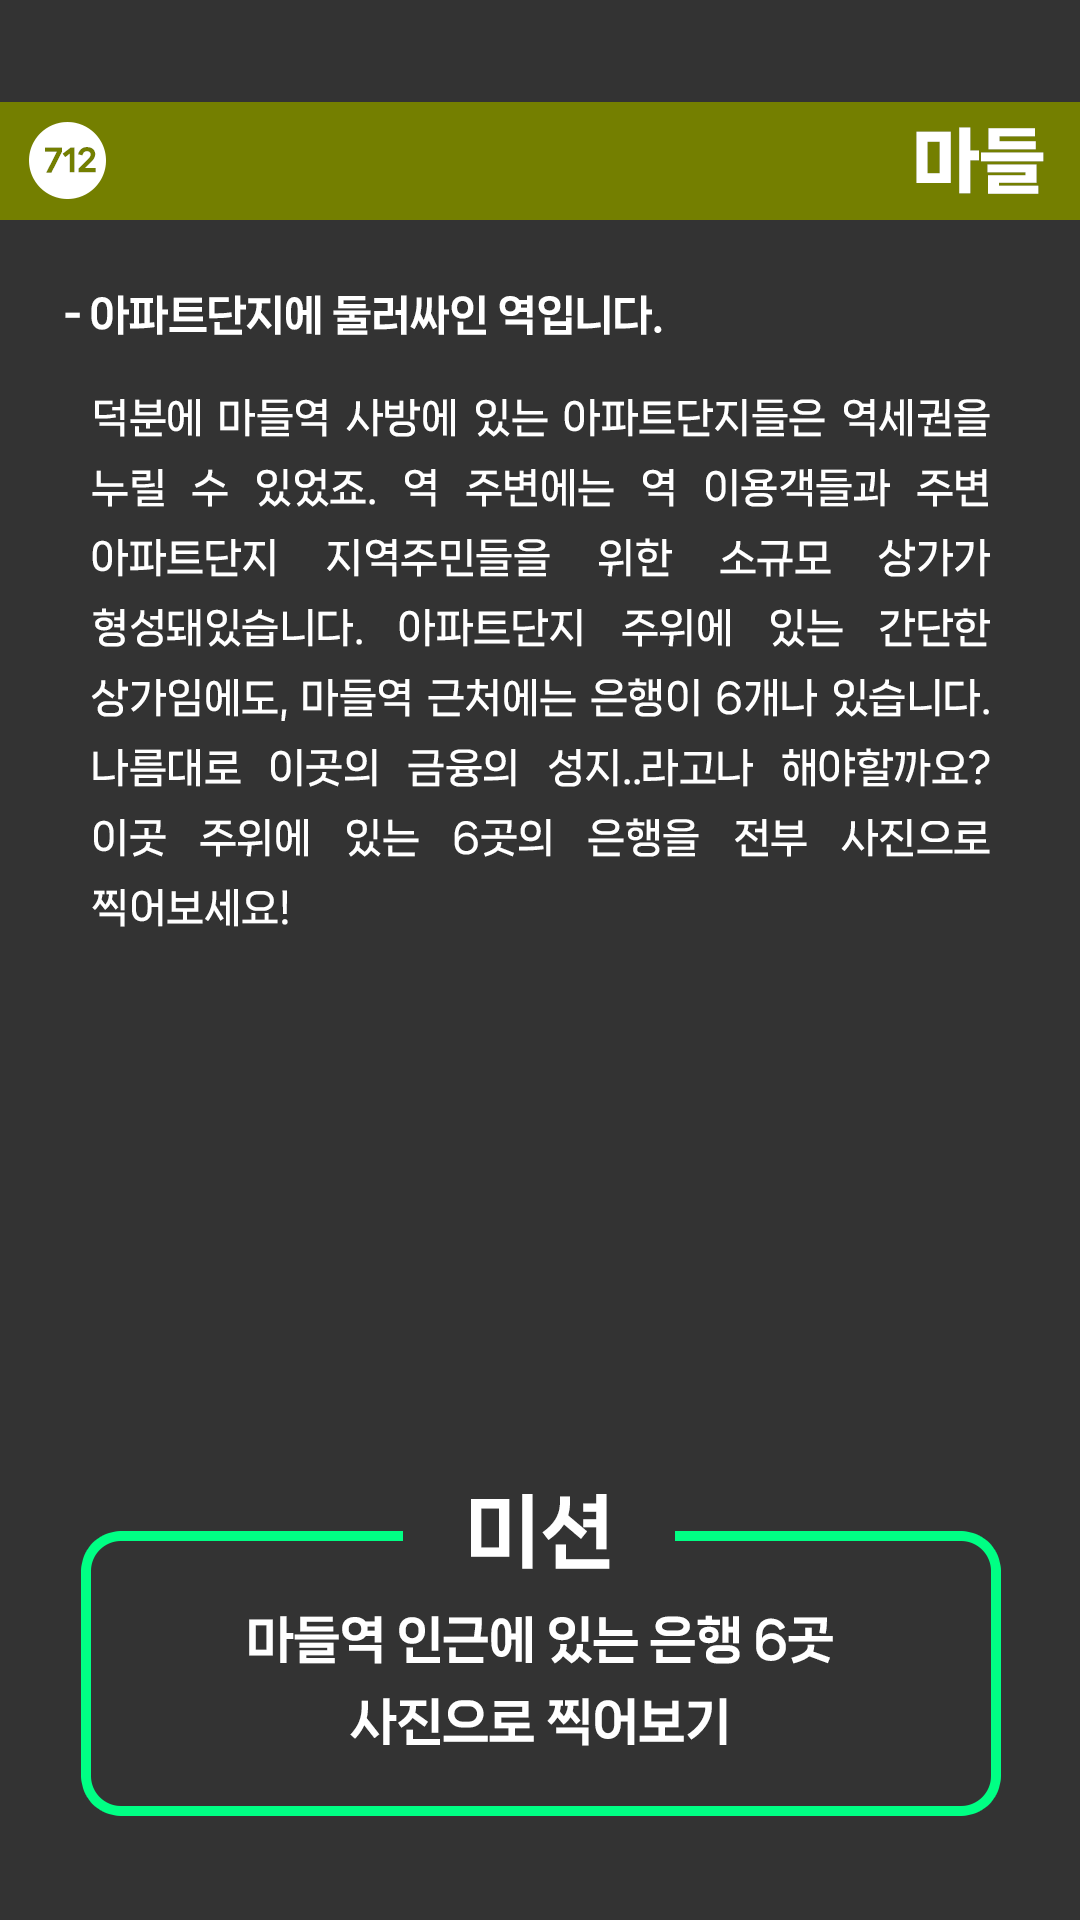 712
마들
- 아파트단지에 둘러싸인 역입니다.
덕분에 마들역 사방에 있는 아파트단지들은 역세권을
누릴 수 있었죠. 역 주변에는 역 이용객들과 주변
아파트단지 지역주민들을 위한 소규모 상가가
형성돼있습니다. 아파트단지 주위에 있는 간단한
상가임에도, 마들역 근처에는 은행이 6개나 있습니다.
나름대로 이곳의 금융의 성지..라고나 해야할까요?
이곳 주위에 있는 6곳의 은행을 전부 사진으로
찍어보세요!
미션
마들역 인근에 있는 은행 6곳
사진으로 찍어보기